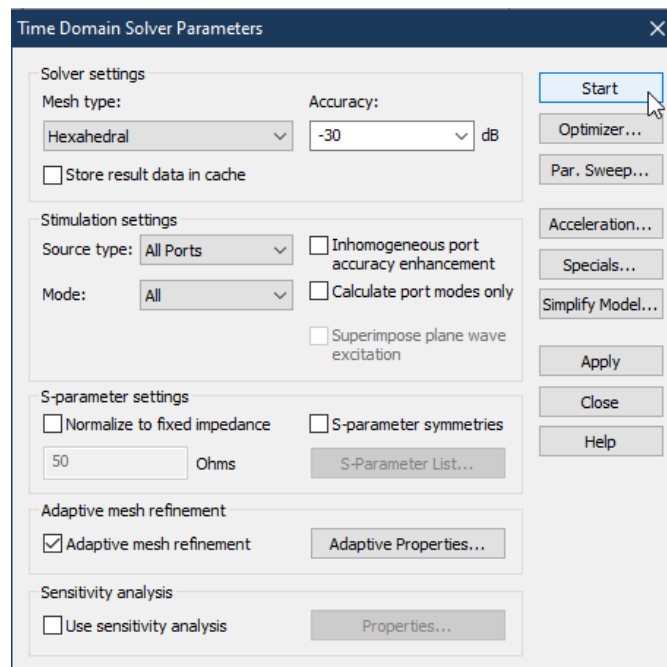 Time Domain Solver Parameters
Solver settings
Mesh type:
Accuracy:
Hexahedral
-30
dB
Store result data in cache
Stimulation settings
Source type:
All Ports
Inhomogeneous port
accuracy enhancement
Mode:
All
Calculate port modes only
Superimpose plane wave
excitation
S-parameter settings
Normalize to fixed impedance
S-parameter symmetries
50
Ohms
S-Parameter List...
Adaptive mesh refinement
Adaptive mesh refinement
Adaptive Properties...
Sensitivity analysis
Use sensitivity analysis
Properties...
Start
Optimizer...
Par. Sweep...
Acceleration...
Specials...
Simplify Model...
Apply
Close
Help